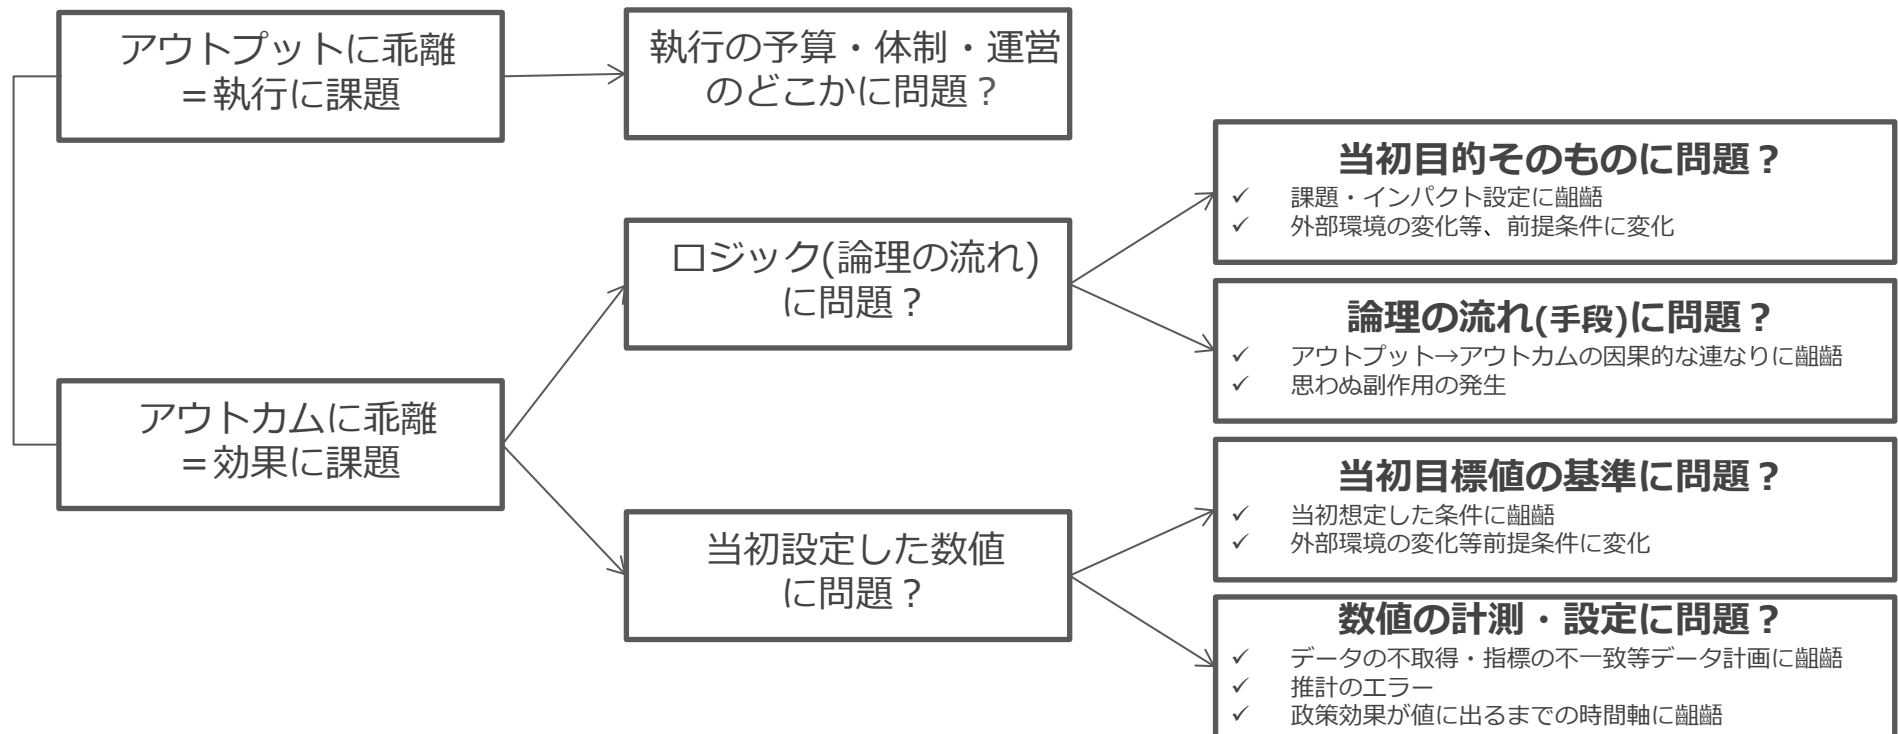 アウトプットに乖離
＝執行に課題
執行の予算・体制・運営
のどこかに問題？
アウトカムに乖離
＝効果に課題
ロジック(論理の流れ)
に問題？
当初設定した数値
に問題？
当初目的そのものに問題？
✓ 課題・インパクト設定に齟齬
✓ 外部環境の変化等、前提条件に変化
論理の流れ(手段)に問題？
✓ アウトプット→アウトカムの因果的な連なりに齟齬
✓ 思わぬ副作用の発生
当初目標値の基準に問題？
✓ 当初想定した条件に齟齬
✓ 外部環境の変化等前提条件に変化
数値の計測・設定に問題？
✓ データの不取得・指標の不一致等データ計画に齟齬
✓ 推計のエラー
✓ 政策効果が値に出るまでの時間軸に齟齬